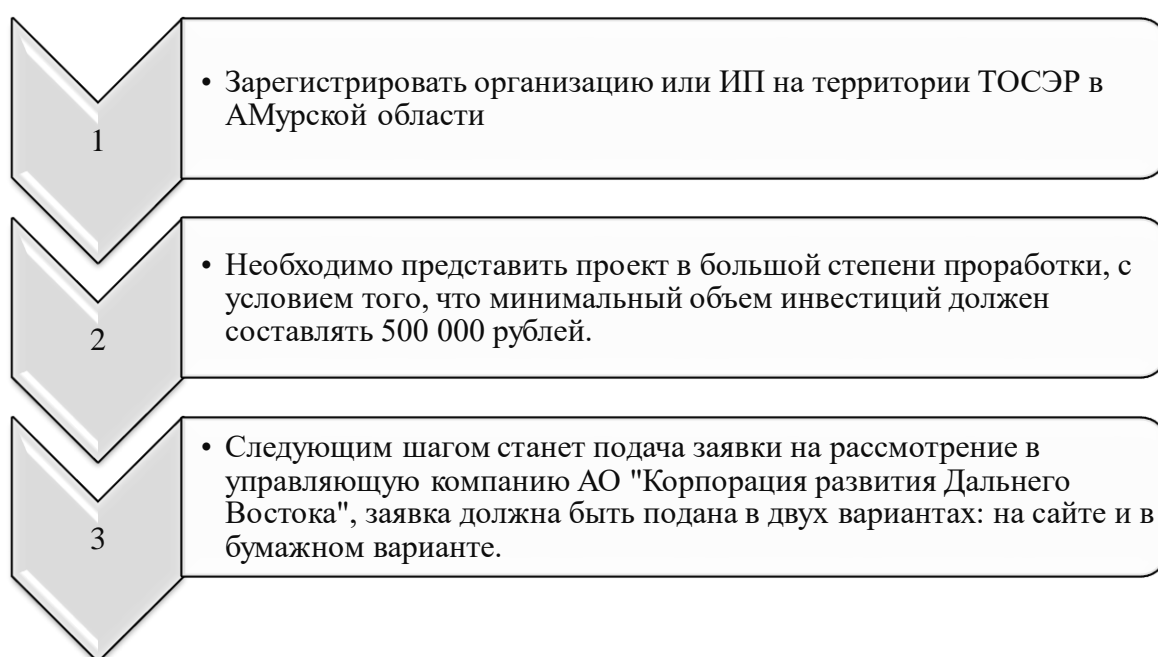 1
• Зарегистрировать организацию или ИП на территории ТОСЭР в
АМурской области
2
• Необходимо представить проект в большой степени проработки, с
условием того, что минимальный объем инвестиций должен
составлять 500 000 рублей.
3
• Следующим шагом станет подача заявки на рассмотрение в
управляющую компанию АО "Корпорация развития Дальнего
Востока", заявка должна быть подана в двух вариантах: на сайте и в
бумажном варианте.